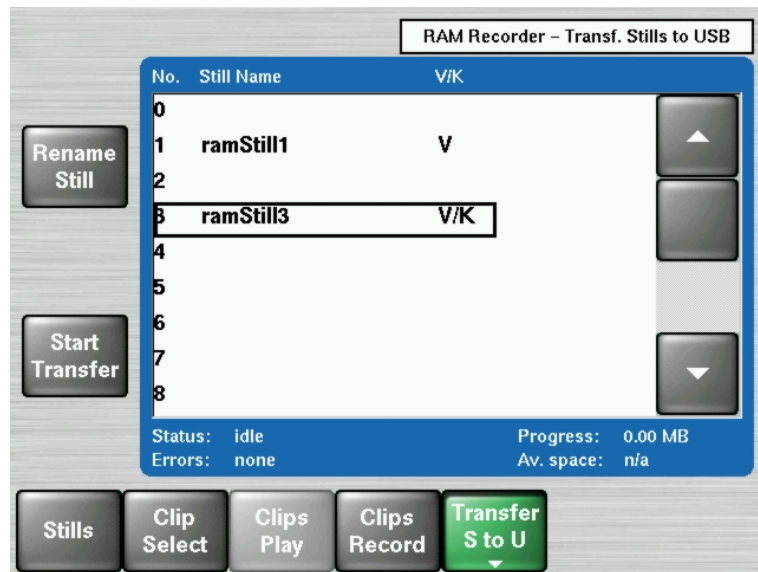 RAM Recorder – Transf. Stills to USB
No. Still Name V/K
0
1 ramStill1 V
2
3 ramStill3 V/K
4
5
6
7
8
Rename
Still
Start
Transfer
Status: idle Progress: 0.00 MB
Errors: none Av. space: n/a
Stills
Clip
Select
Clips
Play
Clips
Record
Transfer
S to U